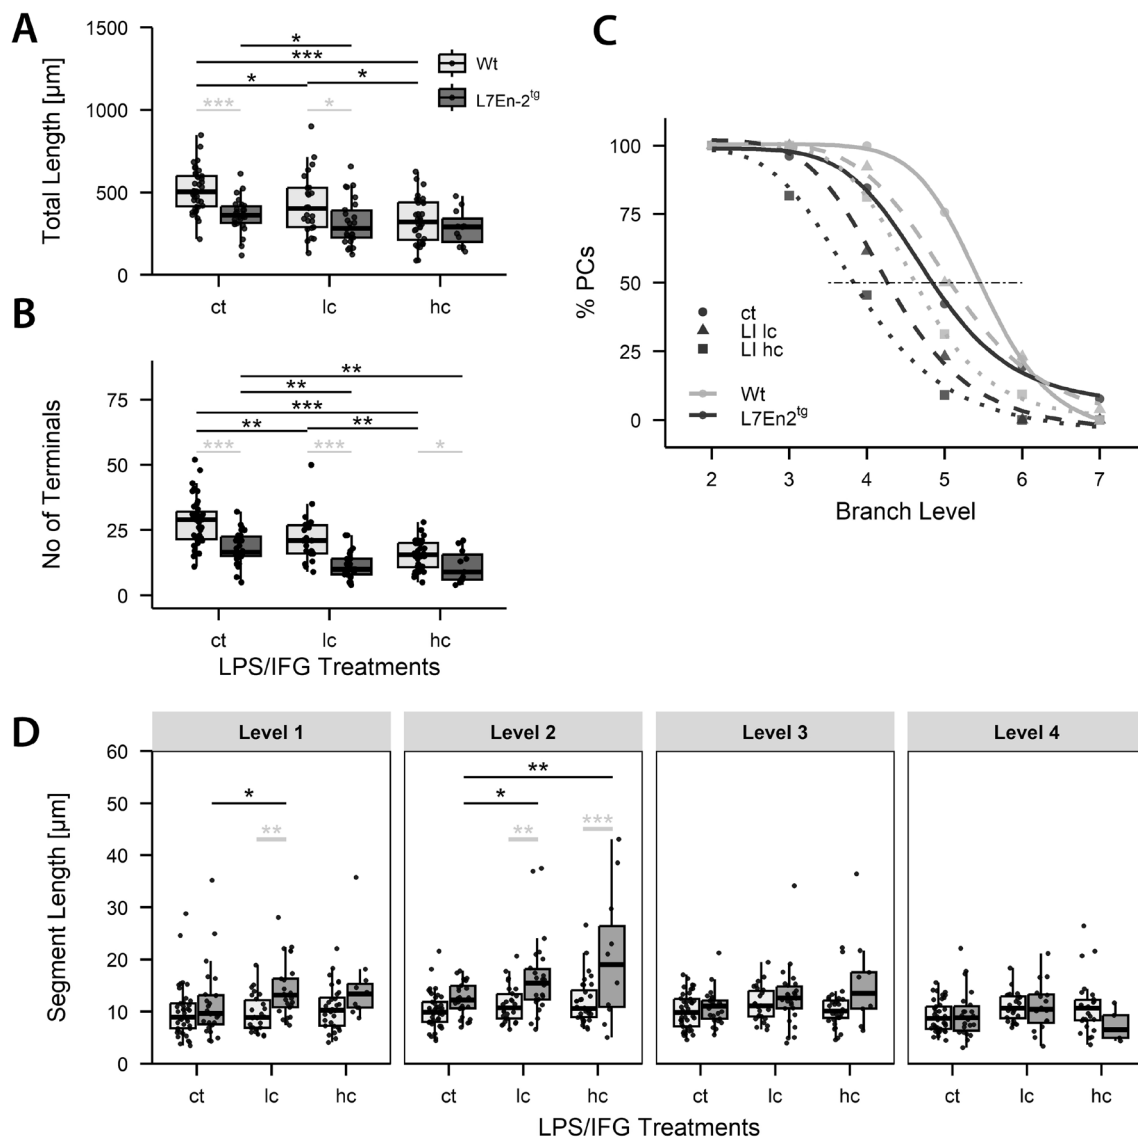 A
Total Length [µm]
1500
1000
500
0
*
***
* *
*** *
Wt
L7En-2tg
ct lc hc
B
No of Terminals
75
50
25
0
**
**
***
** **
*** *** *
ct lc hc
LPS/IFG Treatments
C
% PCs
100
75
50
25
0
ct
LI lc
LI hc
Wt
L7En2tg
2 3 4 5 6 7
Branch Level
D
Level 1 Level 2 Level 3 Level 4
Segment Length [µm]
60
50
40
30
20
10
0
*
**
**
*
** ***
ct lc hc ct lc hc ct lc hc ct lc hc
LPS/IFG Treatments